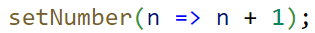 setNumber(n => n + 1);